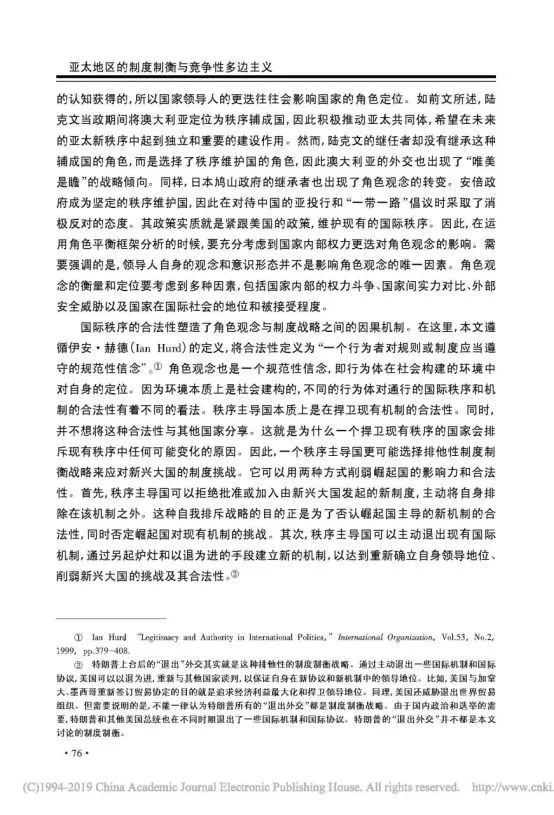 亚太地区的制度制衡与竞争性多边主义
的认知获得的,所以国家领导人的更迭往往会影响国家的角色定位。如前文所述,陆
克文当政期间将澳大利亚定位为秩序辅成国,因此积极推动亚太共同体,希望在未来
的亚太新秩序中起到独立和重要的建设作用。然而,陆克文的继任者却没有继承这种
辅成国的角色,而是选择了秩序维护国的角色,因此澳大利亚的外交也出现了“唯美
是瞻”的战略倾向。同样,日本鸠山政府的继承者也出现了角色观念的转变。安倍政
府成为坚定的秩序维护国,因此在对待中国的亚投行和“一带一路”倡议时采取了消
极反对的态度。其政策实质就是紧跟美国的政策,维护现有的国际秩序。因此,在运
用角色平衡框架分析的时候,要充分考虑到国家内部权力更迭对角色观念的影响。需
要强调的是,领导人自身的观念和意识形态并不是影响角色观念的唯一因素。角色观
念的衡量和定位要考虑到多种因素,包括国家内部的权力斗争、国家间实力对比、外部
安全威胁以及国家在国际社会的地位和被接受程度。
国际秩序的合法性塑造了角色观念与制度战略之间的因果机制。在这里,本文遵
循伊安·赫德(Ian Hurd)的定义,将合法性定义为“一个行为者对规则或制度应当遵
守的规范性信念”。① 角色观念也是一个规范性信念,即行为体在社会构建的环境中
对自身的定位。因为环境本质上是社会建构的,不同的行为体对通行的国际秩序和机
制的合法性有着不同的看法。秩序主导国本质上是在捍卫现有机制的合法性。同时,
并不想将这种合法性与其他国家分享。这就是为什么一个捍卫现有秩序的国家会排
斥现有秩序中任何可能变化的原因。因此,一个秩序主导国更可能选择排他性制度制
衡战略来应对新兴大国的制度挑战。它可以用两种方式削弱崛起国的影响力和合法
性。首先,秩序主导国可以拒绝批准或加入由新兴大国发起的新制度,主动将自身排
除在该机制之外。这种自我排斥战略的目的正是为了否认崛起国主导的新机制的合
法性,同时否定崛起国对现有机制的挑战。其次,秩序主导国可以主动退出现有国际
机制,通过另起炉灶和以退为进的手段建立新的机制,以达到重新确立自身领导地位、
削弱新兴大国的挑战及其合法性。②
① Ian Hurd, “Legitimacy and Authority in International Politics,” International Organization, Vol.53, No.2,
1999, pp.379-408.
② 特朗普上台后的“退出”外交其实就是这种排他性的制度制衡战略。通过主动退出一些国际机制和国际
协议,美国可以以退为进,重新与其他国家谈判,以保证自身在新协议和新机制中的领导地位。比如,美国与加拿
大、墨西哥重新签订贸易协定的目的就是追求经济利益最大化和捍卫领导地位。同理,美国还威胁退出世界贸易
组织。但需要说明的是,不能一律认为特朗普所有的“退出外交”都是制度制衡战略。由于国内政治和选举的需
要,特朗普和其他美国总统也在不同时期退出了一些国际机制和国际协议。特朗普的“退出外交”并不都是本文
讨论的制度制衡。
·76·
(C)1994-2019 China Academic Journal Electronic Publishing House. All rights reserved. http://www.cnki.